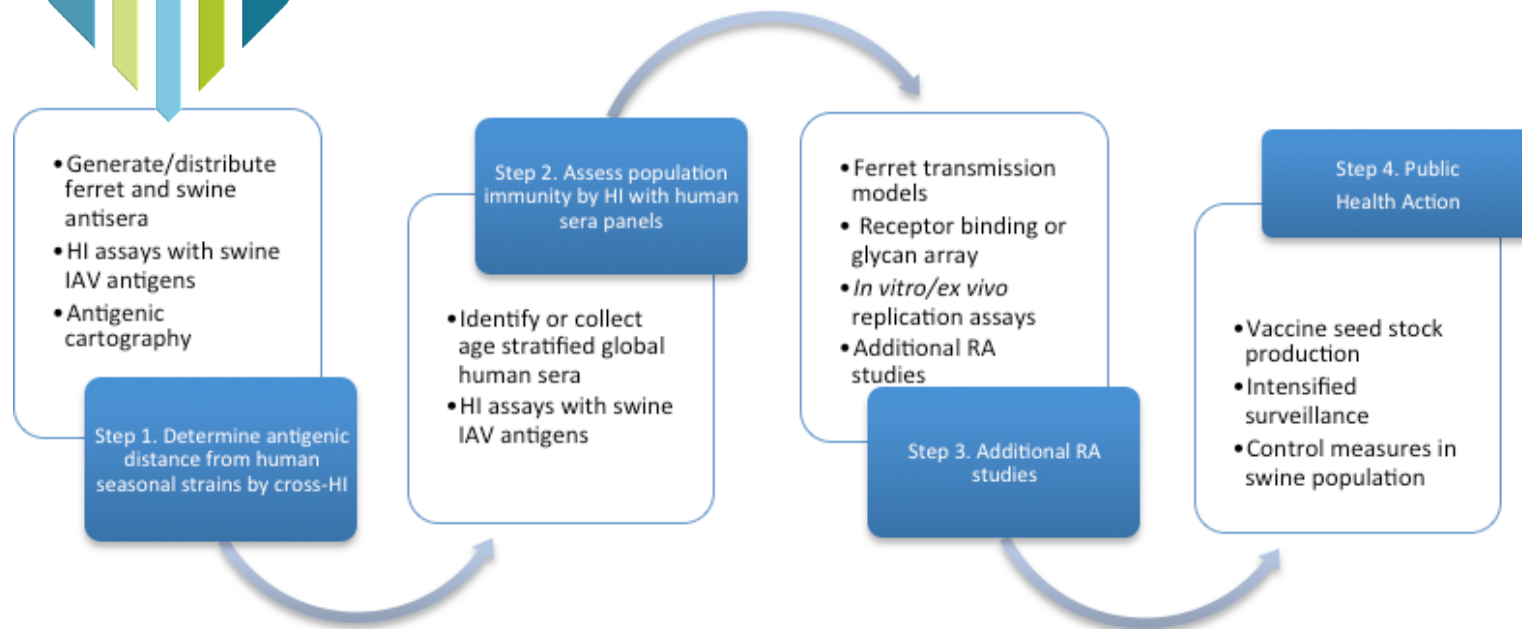 •Generate/distribute
ferret and swine
antisera
•HI assays with swine
IAV antigens
•Antigenic
cartography
Step 1. Determine antigenic
distance from human
seasonal strains by cross-HI
Step 2. Assess population
immunity by HI with human
sera panels
•Identify or collect
age stratified global
human sera
•HI assays with swine
IAV antigens
•Ferret transmission
models
• Receptor binding or
glycan array
•In vitro/ex vivo
replication assays
•Additional RA
studies
Step 3. Additional RA
studies
Step 4. Public
Health Action
•Vaccine seed stock
production
•Intensified
surveillance
•Control measures in
swine population